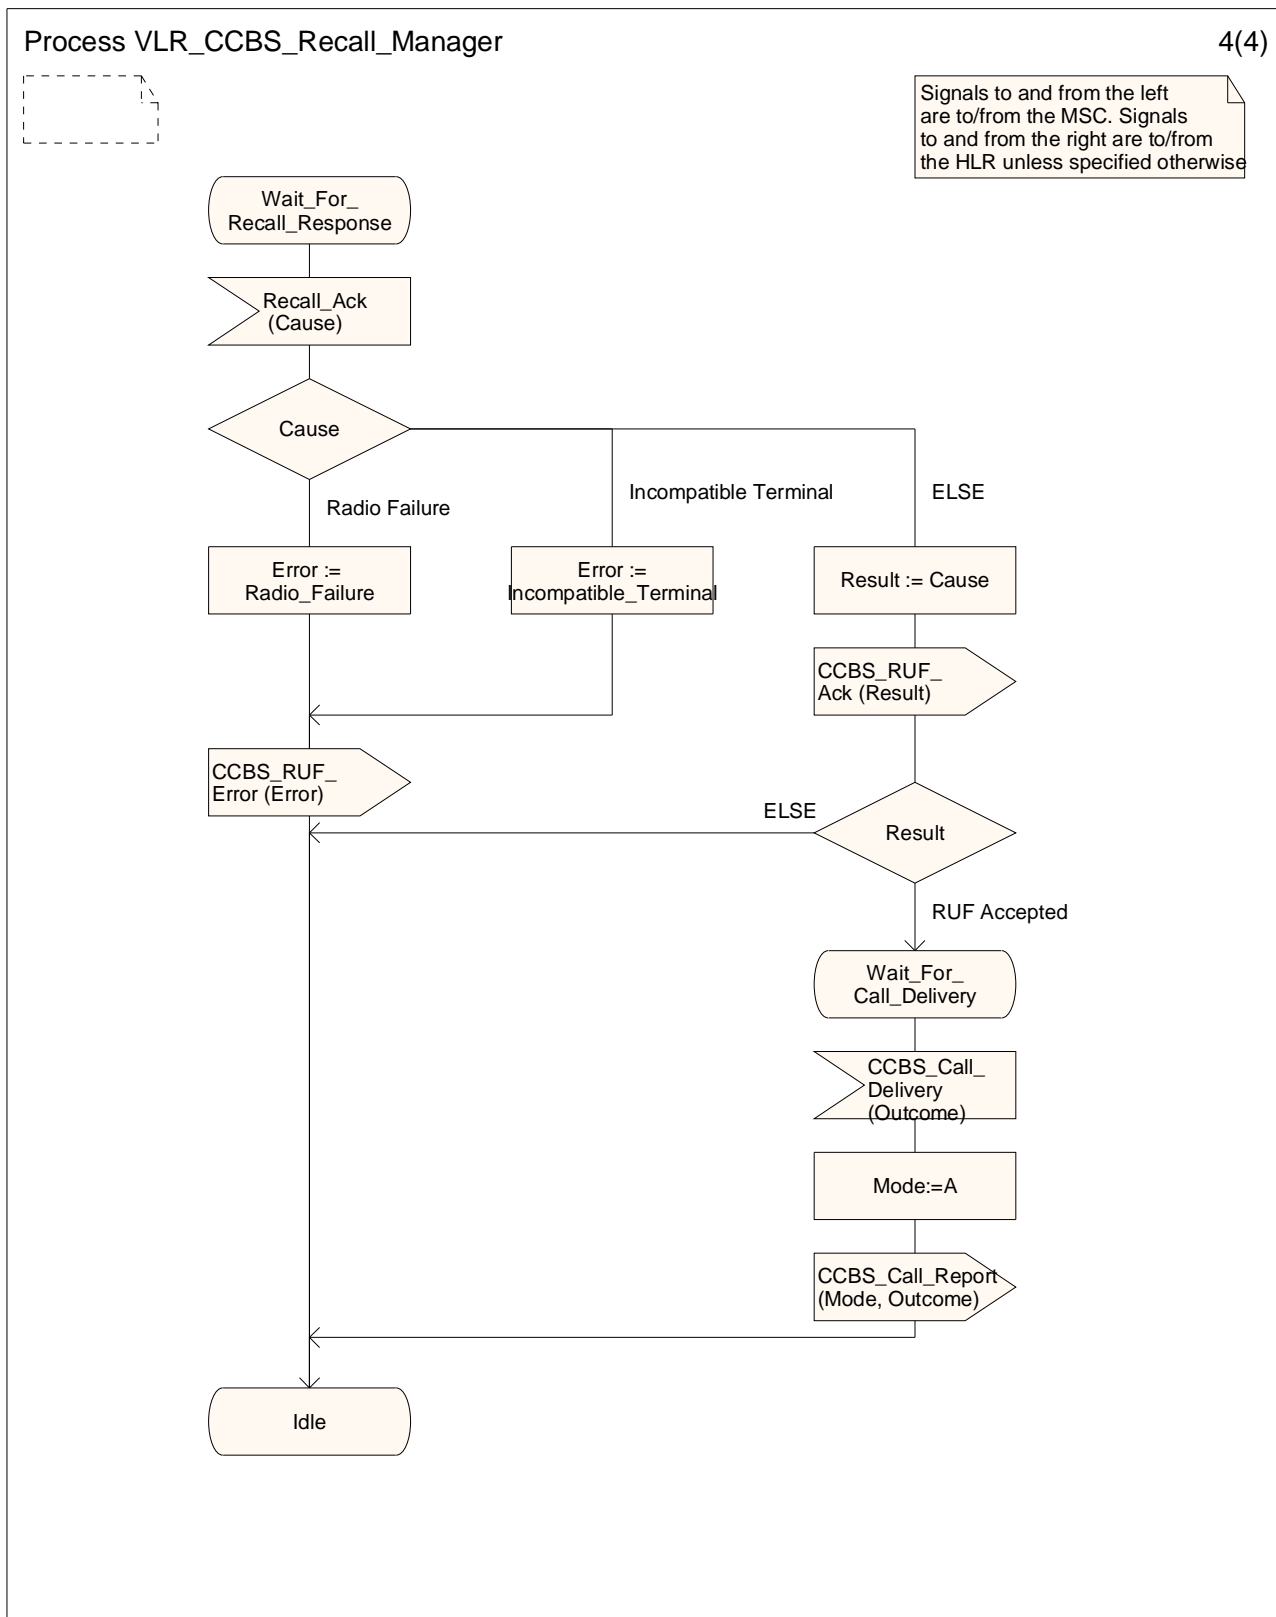 Process VLR_CCBS_Recall_Manager
4(4)
Signals to and from the left
are to/from the MSC. Signals
to and from the right are to/from
the HLR unless specified otherwise
Wait_For_
Recall_Response
Recall_Ack
(Cause)
Cause
Radio Failure
Incompatible Terminal
ELSE
Error :=
Radio_Failure
Error :=
Incompatible_Terminal
Result := Cause
CCBS_RUF_
Ack (Result)
CCBS_RUF_
Error (Error)
ELSE
Result
RUF Accepted
Wait_For_
Call_Delivery
CCBS_Call_
Delivery
(Outcome)
Mode:=A
CCBS_Call_Report
(Mode, Outcome)
Idle